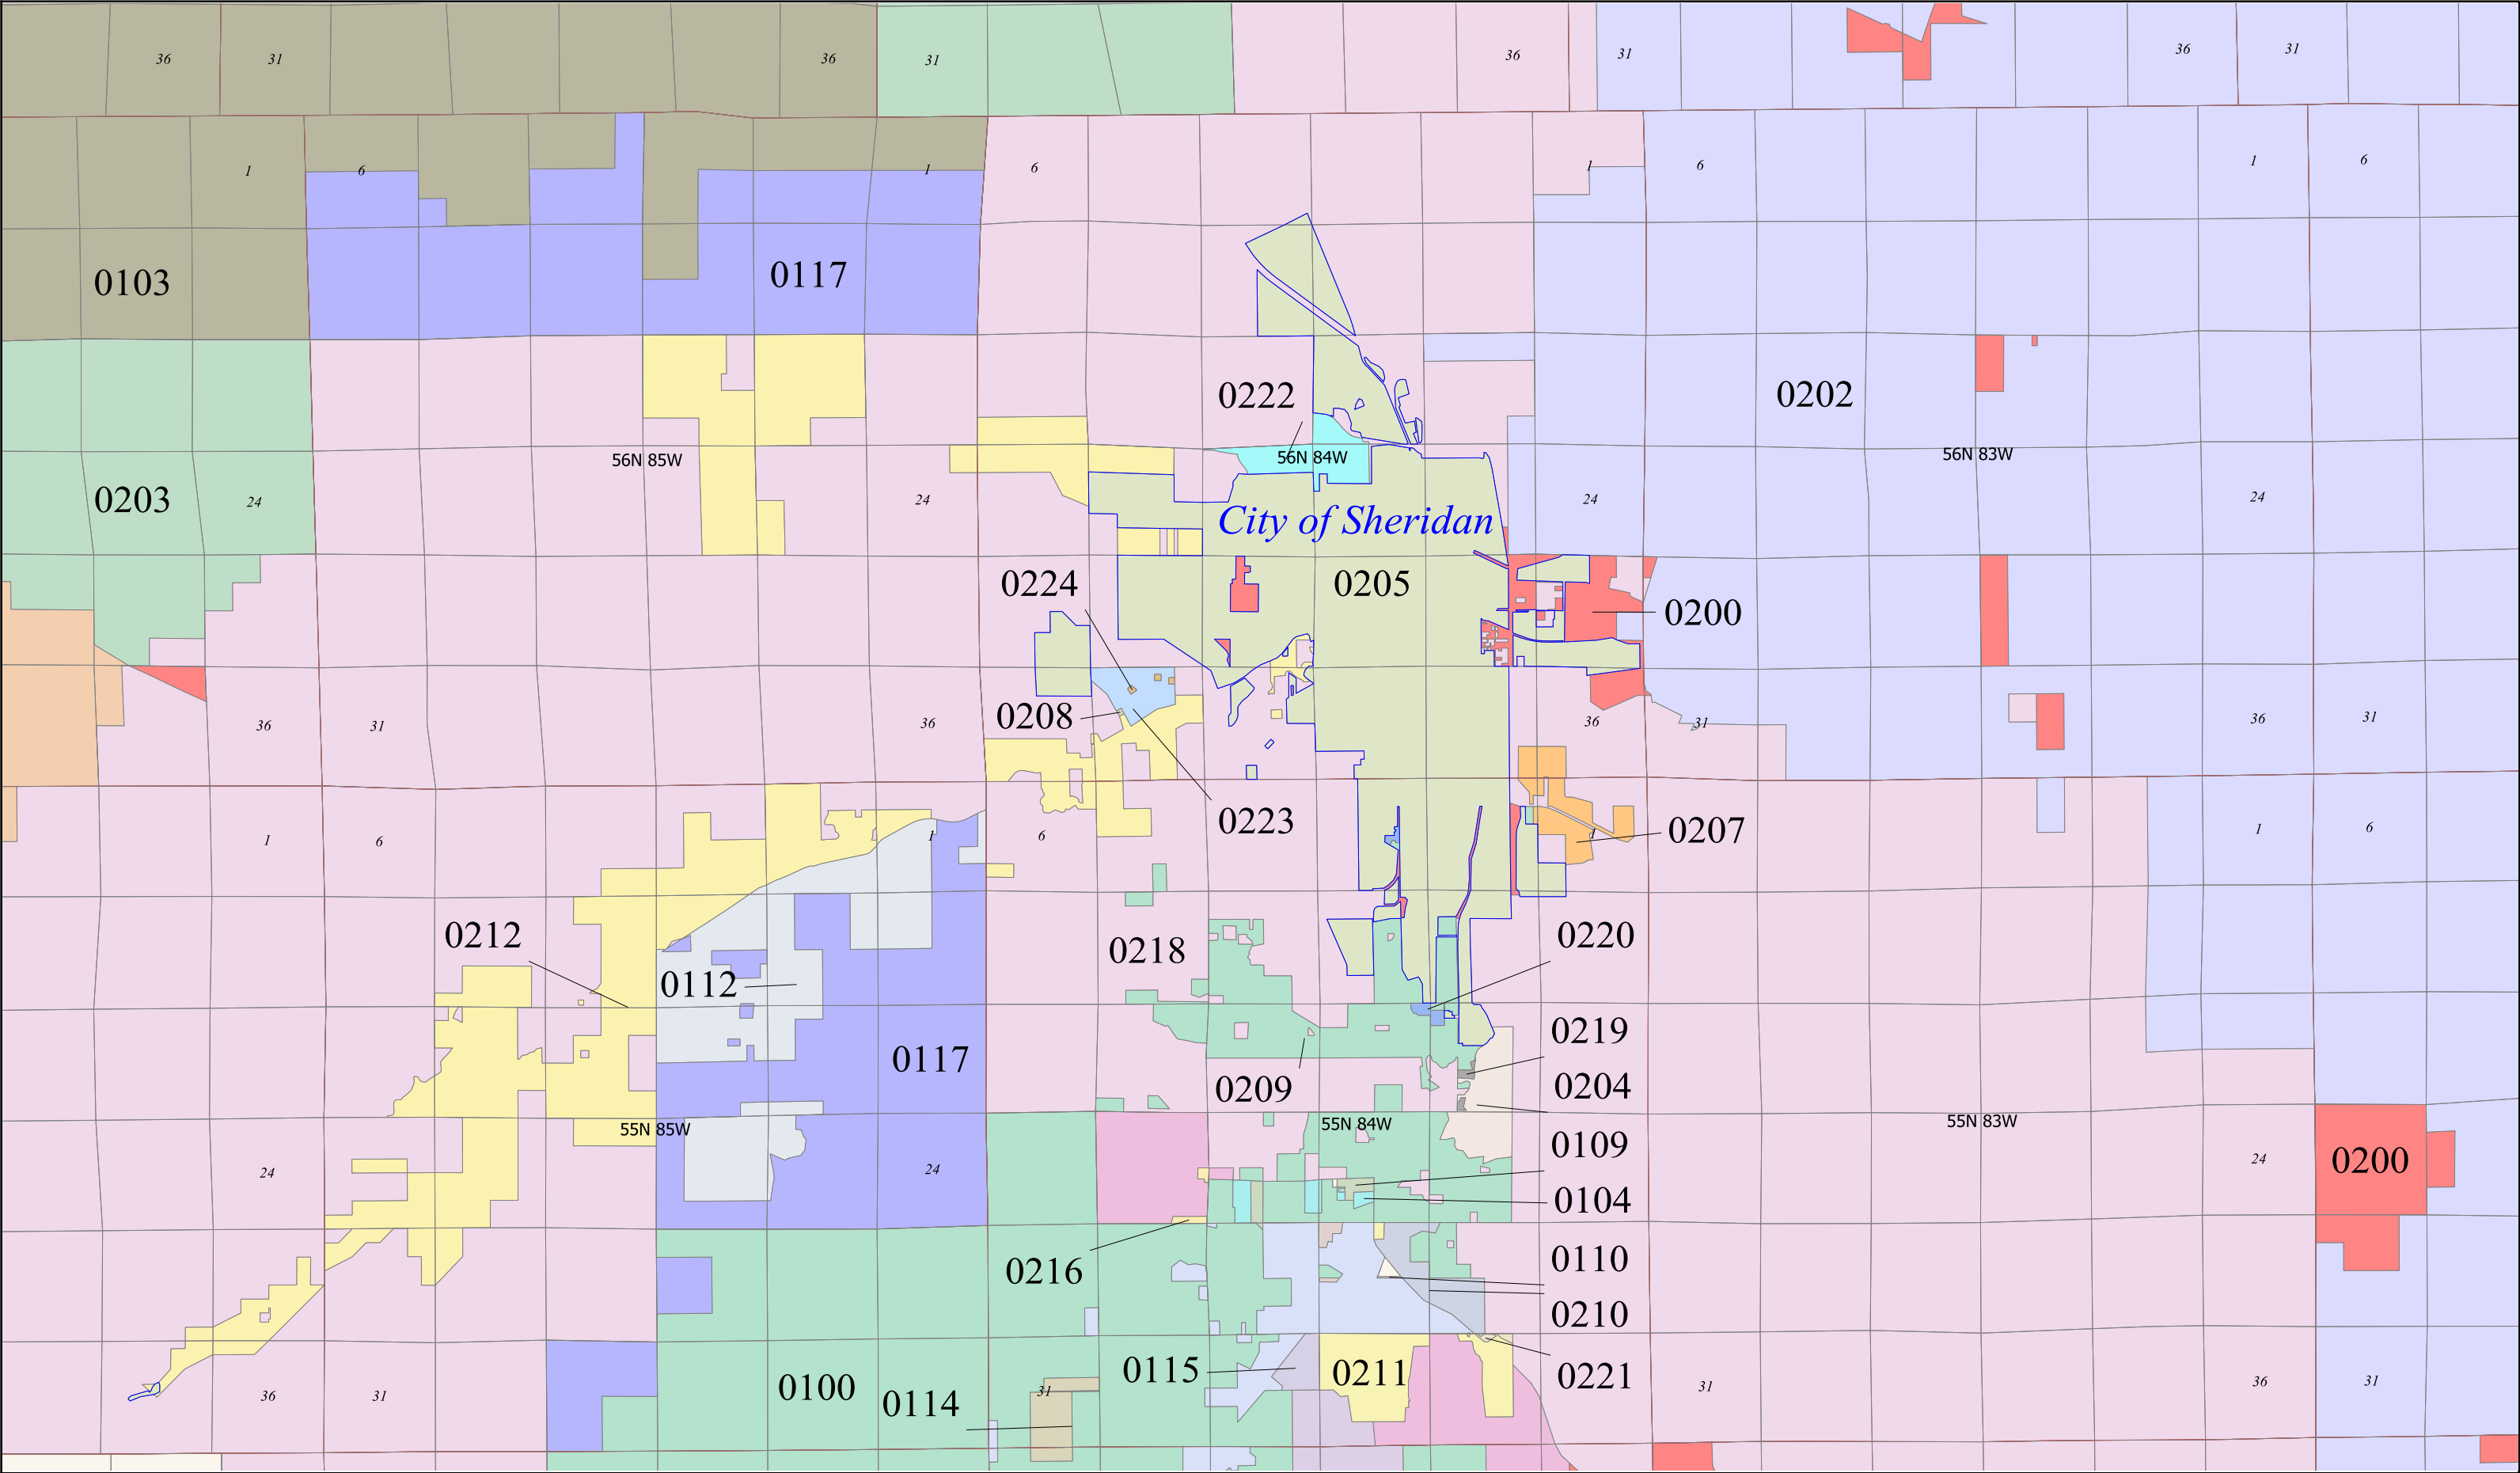 36 31 36 31 36 31 36 31
1 6 1 6 1 6 1 6
0103 0117
0222 0202
56N 85W 56N 84W 56N 83W
0203 24 24 24 24
City of Sheridan
0224 0205 0200
0208
36 31 36 36 31 36 31
0223 0207
1 6 1 6 1 1 6
0212 0218 0220
0112
0219
0117
0209 0204
55N 85W 55N 84W 55N 83W
0109
24 24 24 0200
0104
0216 0110
0210
0115 0211 0221
0100 0114
36 31 31 31 36 31